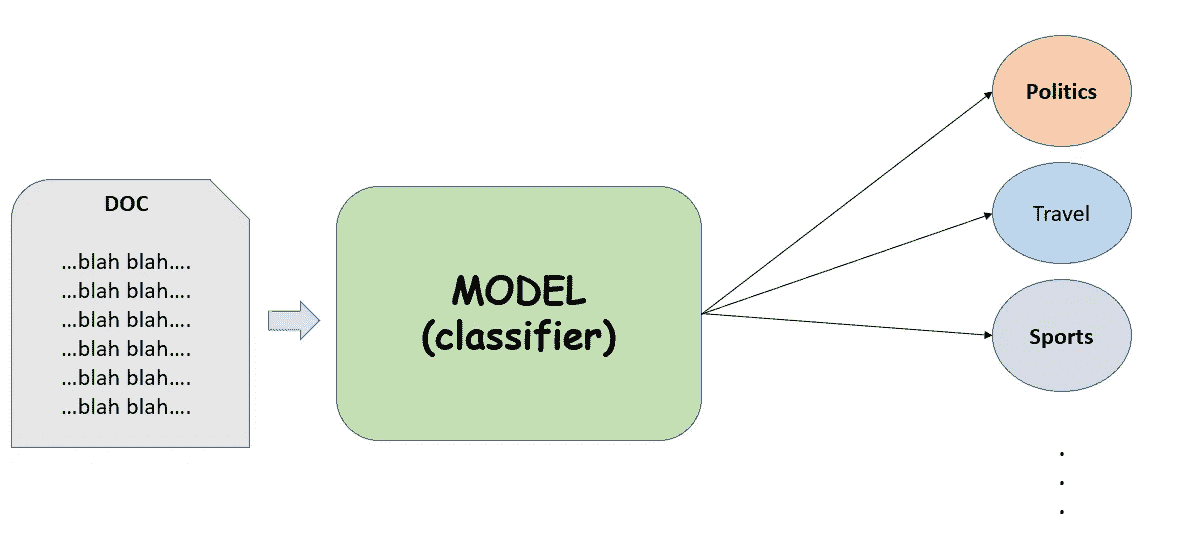 DOC
...blah blah....
...blah blah....
...blah blah....
...blah blah....
...blah blah....
...blah blah....
MODEL
(classifier)
Politics
Travel
Sports
.
.
.